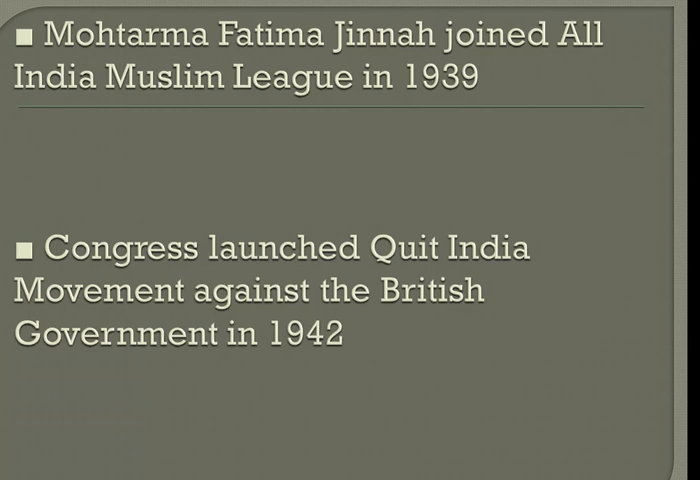 ■ Mohtarma Fatima Jinnah joined All
India Muslim League in 1939
■ Congress launched Quit India
Movement against the British
Government in 1942